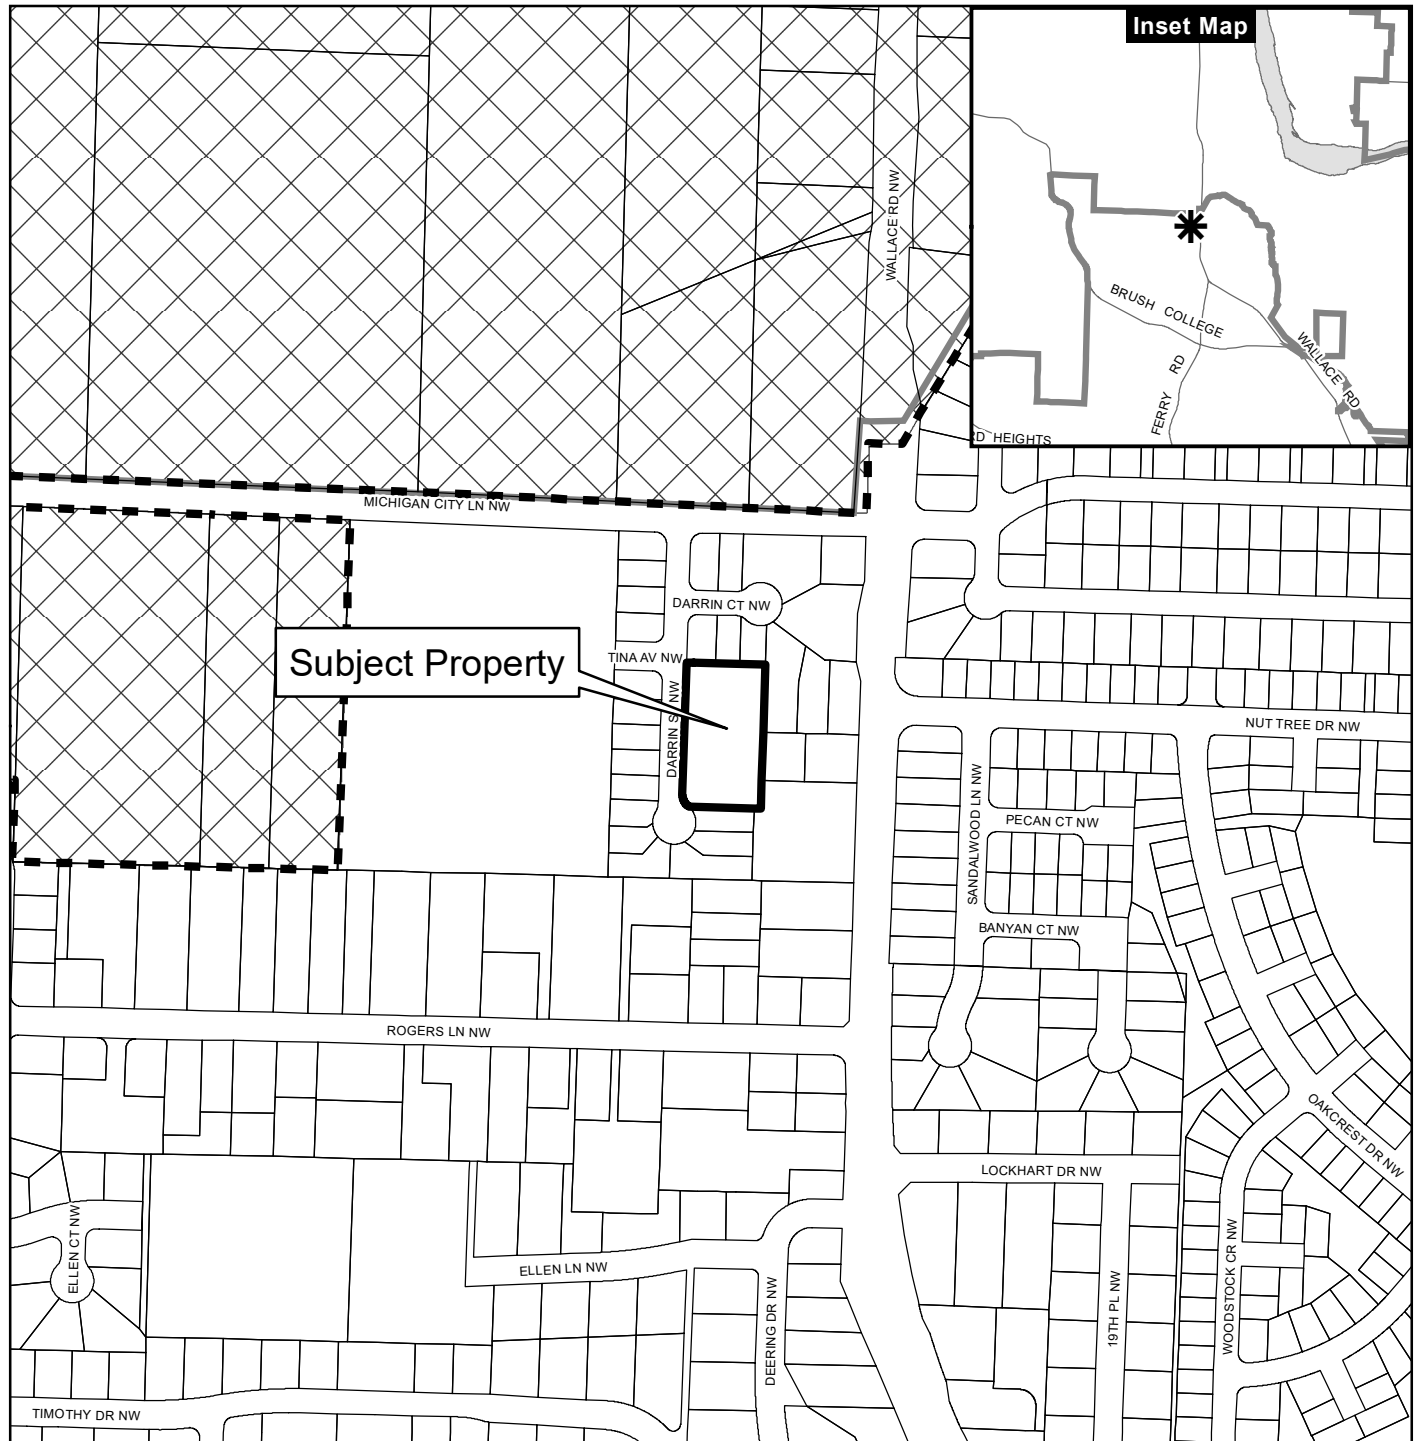 Inset Map
WALLACE RD NW
BRUSH COLLEGE
WALLACE RD
FERRY RD
RD HEIGHTS
MICHIGAN CITY LN NW
DARRIN CT NW
Subject Property
TINA AV NW
DARRIN ST NW
NUT TREE DR NW
SANDALWOOD LN NW
PECAN CT NW
BANYAN CT NW
ROGERS LN NW
OAKCREST DR NW
LOCKHART DR NW
ELLEN CT NW
ELLEN LN NW
DEERING DR NW
19TH PL NW
WOODSTOCK CR NW
TIMOTHY DR NW